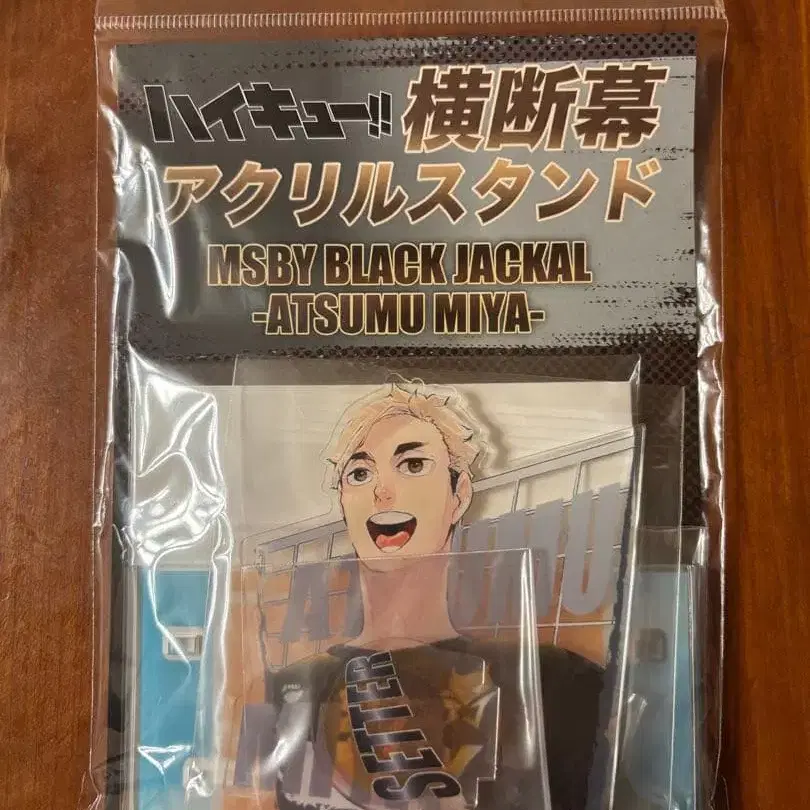 ハイキュー!! 横断幕
アクリルスタンド
MSBY BLACK JACKAL
-ATSUMU MIYA-
ATSUMU
SETTER